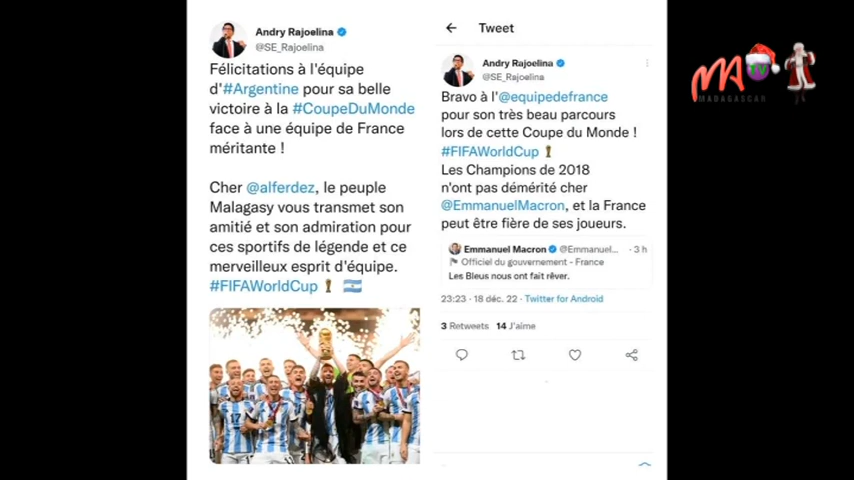 Andry Rajoelina
@SE_Rajoelina
Félicitations à l'équipe
d'#Argentine pour sa belle
victoire à la #CoupeDuMonde
face à une équipe de France
méritante !
Cher @alferdez, le peuple
Malagasy vous transmet son
amitié et son admiration pour
ces sportifs de légende et ce
merveilleux esprit d'équipe.
#FIFAWorldCup
17
Tweet
Andry Rajoelina
@SE_Rajoelina
Bravo à l'@equipedefrance
pour son très beau parcours
lors de cette Coupe du Monde !
#FIFAWorldCup
Les Champions de 2018
n'ont pas démérité cher
@EmmanuelMacron, et la France
peut être fière de ses joueurs.
Emmanuel Macron @Emmanuel... · 3 h
Officiel du gouvernement - France
Les Bleus nous ont fait rêver.
23:23 · 18 déc. 22 · Twitter for Android
3 Retweets 14 J'aime
MA TV
MADAGASCAR